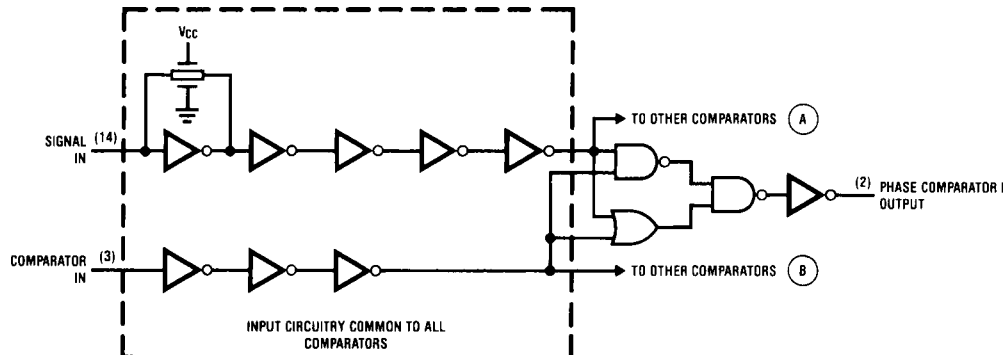 VCC
SIGNAL (14)
IN
TO OTHER COMPARATORS A
(2) PHASE COMPARATOR I
OUTPUT
COMPARATOR (3)
IN
TO OTHER COMPARATORS B
INPUT CIRCUITRY COMMON TO ALL
COMPARATORS